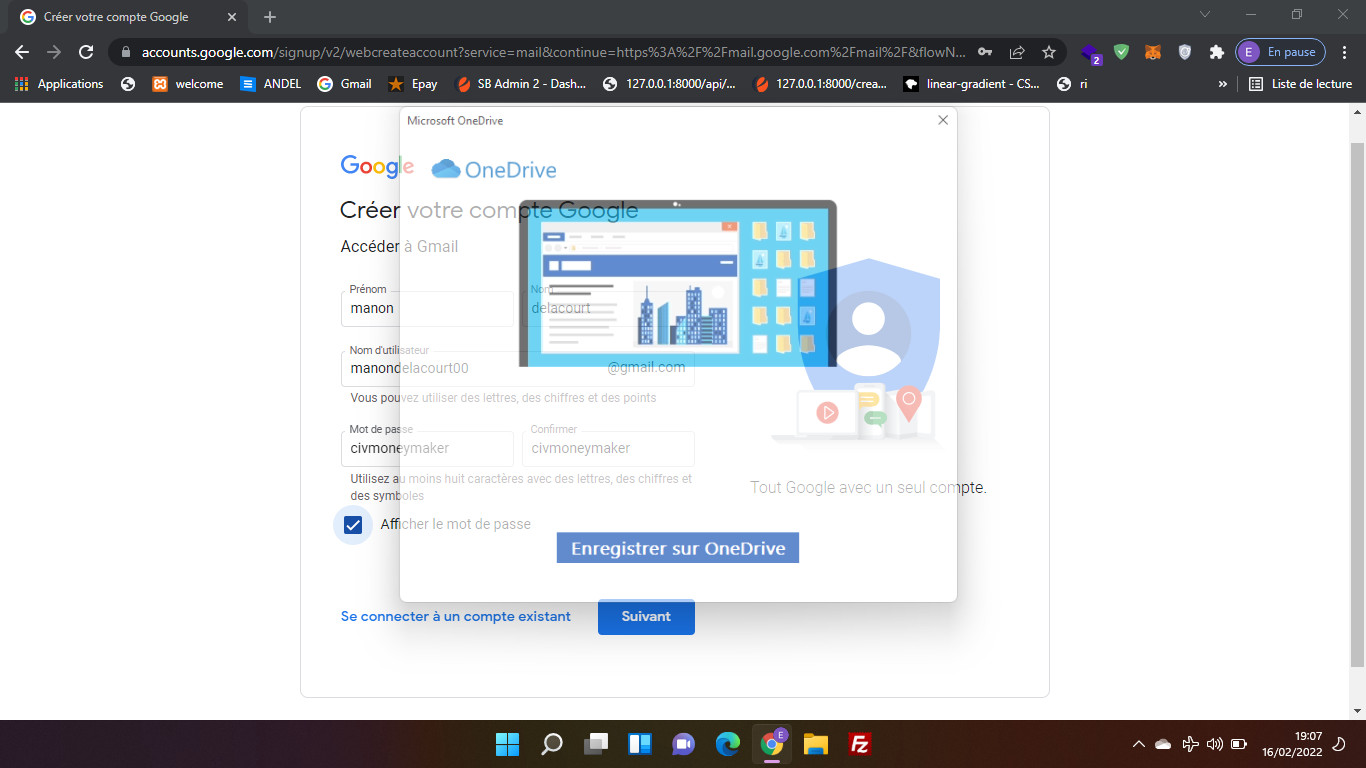 Créer votre compte Google
accounts.google.com/signup/v2/webcreateaccount?service=mail&continue=https%3A%2F%2Fmail.google.com%2Fmail%2F&flowN...
2
E En pause
Applications
welcome
ANDEL
Gmail
Epay
SB Admin 2 - Dash...
127.0.0.1:8000/api/...
127.0.0.1:8000/crea...
linear-gradient - CS...
ri
»
Liste de lecture
Microsoft OneDrive
Google
OneDrive
Créer votre compte Google
Accéder à Gmail
Prénom
manon
Nom
delacourt
Nom d'utilisateur
manondelacourt00
@gmail.com
Vous pouvez utiliser des lettres, des chiffres et des points
Mot de passe
civmoneymaker
Confirmer
civmoneymaker
Utilisez au moins huit caractères avec des lettres, des chiffres et
des symboles
Afficher le mot de passe
Tout Google avec un seul compte.
Enregistrer sur OneDrive
Se connecter à un compte existant
Suivant
E
Fz
19:07
16/02/2022